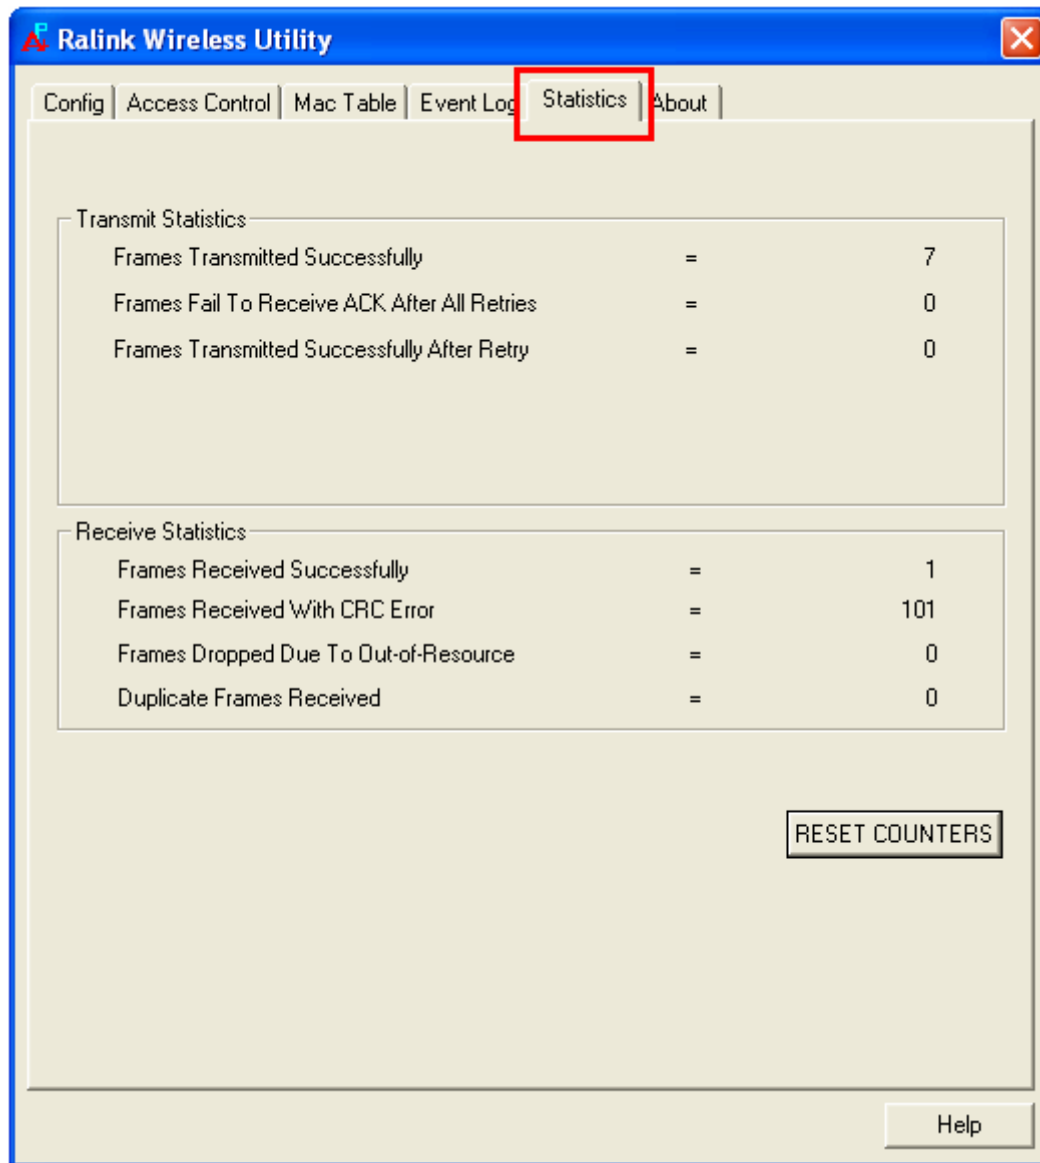 Ralink Wireless Utility
Config Access Control Mac Table Event Log Statistics About
Transmit Statistics
Frames Transmitted Successfully = 7
Frames Fail To Receive ACK After All Retries = 0
Frames Transmitted Successfully After Retry = 0
Receive Statistics
Frames Received Successfully = 1
Frames Received With CRC Error = 101
Frames Dropped Due To Out-of-Resource = 0
Duplicate Frames Received = 0
RESET COUNTERS
Help